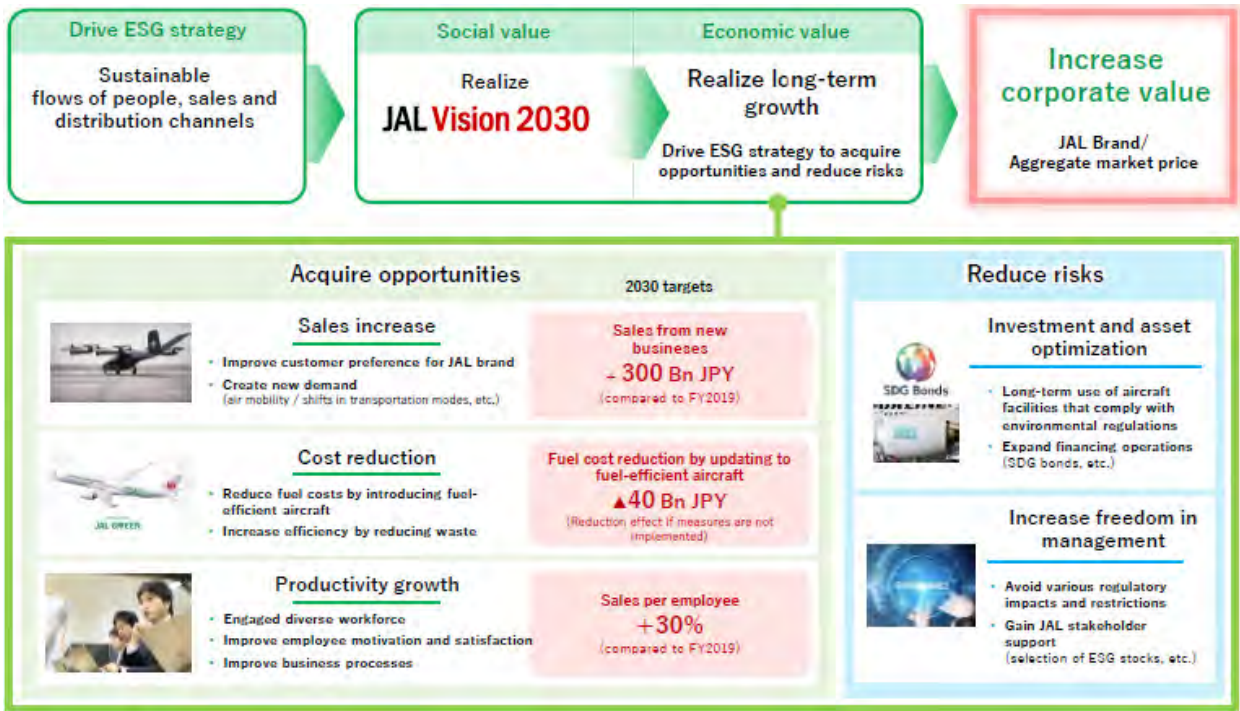 Drive ESG strategy
Sustainable
flows of people, sales and
distribution channels
Social value
Realize
JAL Vision 2030
Economic value
Realize long-term
growth
Drive ESG strategy to acquire
opportunities and reduce risks
Increase
corporate value
JAL Brand/
Aggregate market price
Acquire opportunities
2030 targets
Sales increase
• Improve customer preference for JAL brand
• Create new demand
(air mobility / shifts in transportation modes, etc.)
Sales from new
busineses
300 Bn JPY
(compared to FY2019)
Cost reduction
• Reduce fuel costs by introducing fuel-
efficient aircraft
• Increase efficiency by reducing waste
JAL GREEN
Fuel cost reduction by updating to
fuel-efficient aircraft
▲40 Bn JPY
(Reduction effect if measures are not
implemented)
Productivity growth
• Engaged diverse workforce
• Improve employee motivation and satisfaction
• Improve business processes
Sales per employee
+30%
(compared to FY2019)
Reduce risks
Investment and asset
optimization
SDG Bonds
• Long-term use of aircraft
facilities that comply with
environmental regulations
• Expand financing operations
(SDG bonds, etc.)
Increase freedom in
management
• Avoid various regulatory
impacts and restrictions
• Gain JAL stakeholder
support
(selection of ESG stocks, etc.)